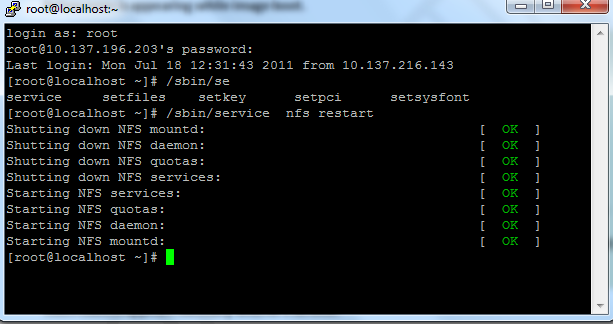 root@localhost:~
login as: root
root@10.137.196.203's password:
Last login: Mon Jul 18 12:31:43 2011 from 10.137.216.143
[root@localhost ~]# /sbin/se
service     setfiles    setkey      setpci      setsysfont
[root@localhost ~]# /sbin/service  nfs restart
Shutting down NFS mountd:                                  [  OK  ]
Shutting down NFS daemon:                                  [  OK  ]
Shutting down NFS quotas:                                  [  OK  ]
Shutting down NFS services:                                [  OK  ]
Starting NFS services:                                     [  OK  ]
Starting NFS quotas:                                       [  OK  ]
Starting NFS daemon:                                       [  OK  ]
Starting NFS mountd:                                       [  OK  ]
[root@localhost ~]#